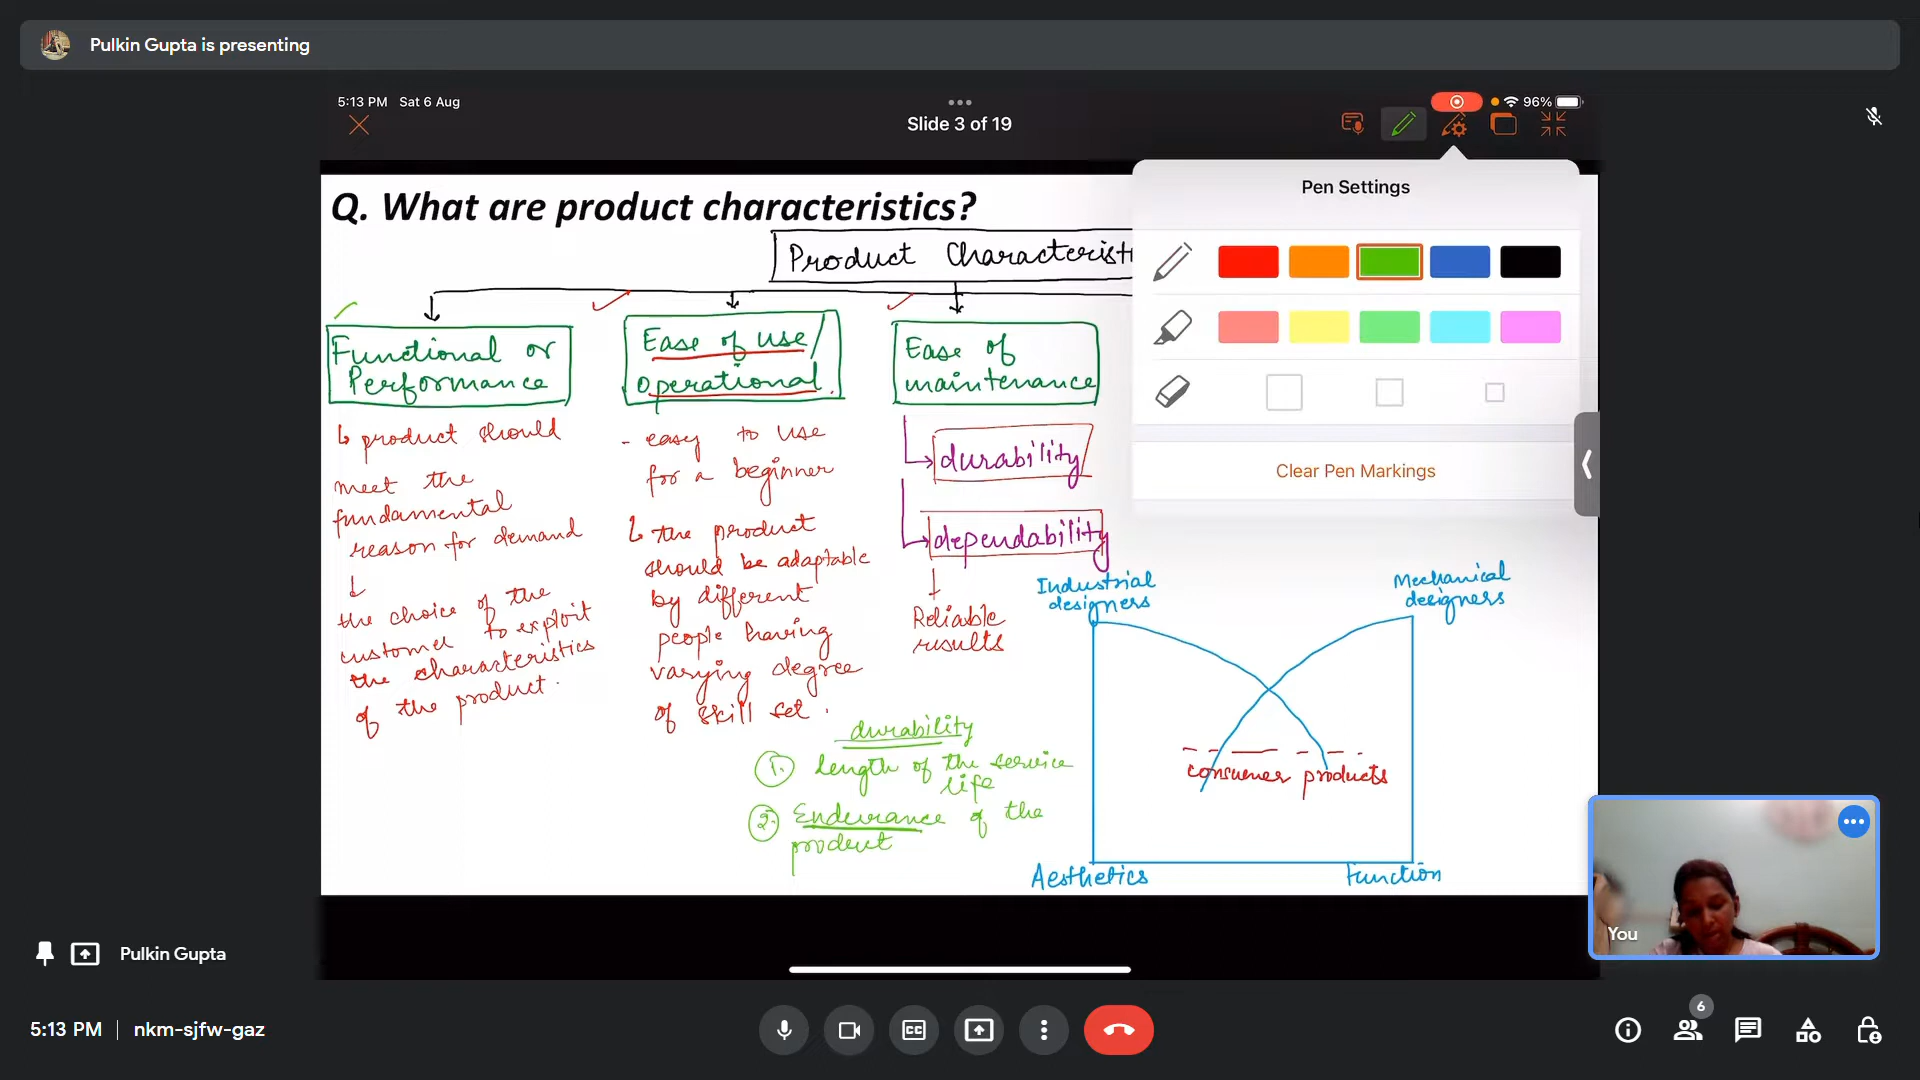 Pulkin Gupta is presenting
5:13 PM Sat 6 Aug
96%
Slide 3 of 19
Pen Settings
Clear Pen Markings
Q. What are product characteristics?
Product Characterist
Functional or
Performance
↳ product should
meet the
fundamental
reason for demand
↓
the choice of the
customer to exploit
the characteristics
of the product.
Ease of use/
operational.
- easy to use
for a beginner
↳ the product
should be adaptable
by different
people having
varying degree
of skill set.
Ease of
maintenance
durability
dependability
↓
Reliable
results
durability
1. length of the service
life
2. Endurance of the
product
Industrial
designers
Mechanical
designers
consumer products
Aesthetics
Function
You
Pulkin Gupta
5:13 PM | nkm-sjfw-gaz
CC
6